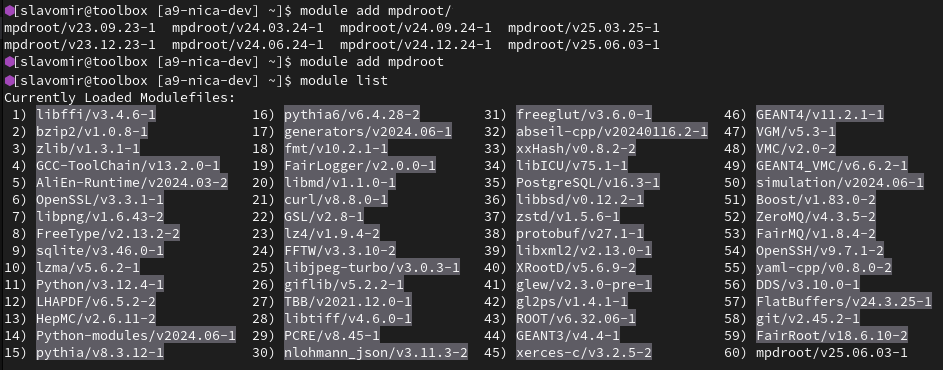 [slavomir@toolbox [a9-nica-dev] ~]$ module add mpdroot/
mpdroot/v23.09.23-1  mpdroot/v24.03.24-1  mpdroot/v24.09.24-1  mpdroot/v25.03.25-1
mpdroot/v23.12.23-1  mpdroot/v24.06.24-1  mpdroot/v24.12.24-1  mpdroot/v25.06.03-1
[slavomir@toolbox [a9-nica-dev] ~]$ module add mpdroot
[slavomir@toolbox [a9-nica-dev] ~]$ module list
Currently Loaded Modulefiles:
1) libffi/v3.4.6-1  16) pythia6/v6.4.28-2  31) freeglut/v3.6.0-1  46) GEANT4/v11.2.1-1
2) bzip2/v1.0.8-1  17) generators/v2024.06-1  32) abseil-cpp/v20240116.2-1  47) VGM/v5.3-1
3) zlib/v1.3.1-1  18) fmt/v10.2.1-1  33) xxHash/v0.8.2-2  48) VMC/v2.0-2
4) GCC-ToolChain/v13.2.0-1  19) FairLogger/v2.0.0-1  34) libICU/v75.1-1  49) GEANT4_VMC/v6.6.2-1
5) AliEn-Runtime/v2024.03-2  20) libmd/v1.1.0-1  35) PostgreSQL/v16.3-1  50) simulation/v2024.06-1
6) OpenSSL/v3.3.1-1  21) curl/v8.8.0-1  36) libbsd/v0.12.2-1  51) Boost/v1.83.0-2
7) libpng/v1.6.43-2  22) GSL/v2.8-1  37) zstd/v1.5.6-1  52) ZeroMQ/v4.3.5-2
8) FreeType/v2.13.2-2  23) lz4/v1.9.4-2  38) protobuf/v27.1-1  53) FairMQ/v1.8.4-2
9) sqlite/v3.46.0-1  24) FFTW/v3.3.10-2  39) libxml2/v2.13.0-1  54) OpenSSH/v9.7.1-2
10) lzma/v5.6.2-1  25) libjpeg-turbo/v3.0.3-1  40) XRootD/v5.6.9-2  55) yaml-cpp/v0.8.0-2
11) Python/v3.12.4-1  26) giflib/v5.2.2-1  41) glew/v2.3.0-pre-1  56) DDS/v3.10.0-1
12) LHAPDF/v6.5.2-2  27) TBB/v2021.12.0-1  42) gl2ps/v1.4.1-1  57) FlatBuffers/v24.3.25-1
13) HepMC/v2.6.11-2  28) libtiff/v4.6.0-1  43) ROOT/v6.32.06-1  58) git/v2.45.2-1
14) Python-modules/v2024.06-1  29) PCRE/v8.45-1  44) GEANT3/v4.4-1  59) FairRoot/v18.6.10-2
15) pythia/v8.3.12-1  30) nlohmann_json/v3.11.3-2  45) xerces-c/v3.2.5-2  60) mpdroot/v25.06.03-1